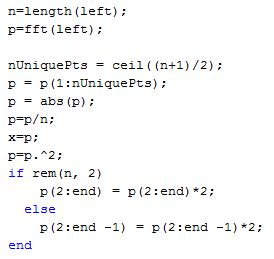 n=length(left);
p=fft(left);
nUniquePts = ceil((n+1)/2);
p = p(1:nUniquePts);
p = abs(p);
p=p/n;
x=p;
p=p.^2;
if rem(n, 2)
p(2:end) = p(2:end)*2;
else
p(2:end -1) = p(2:end -1)*2;
end